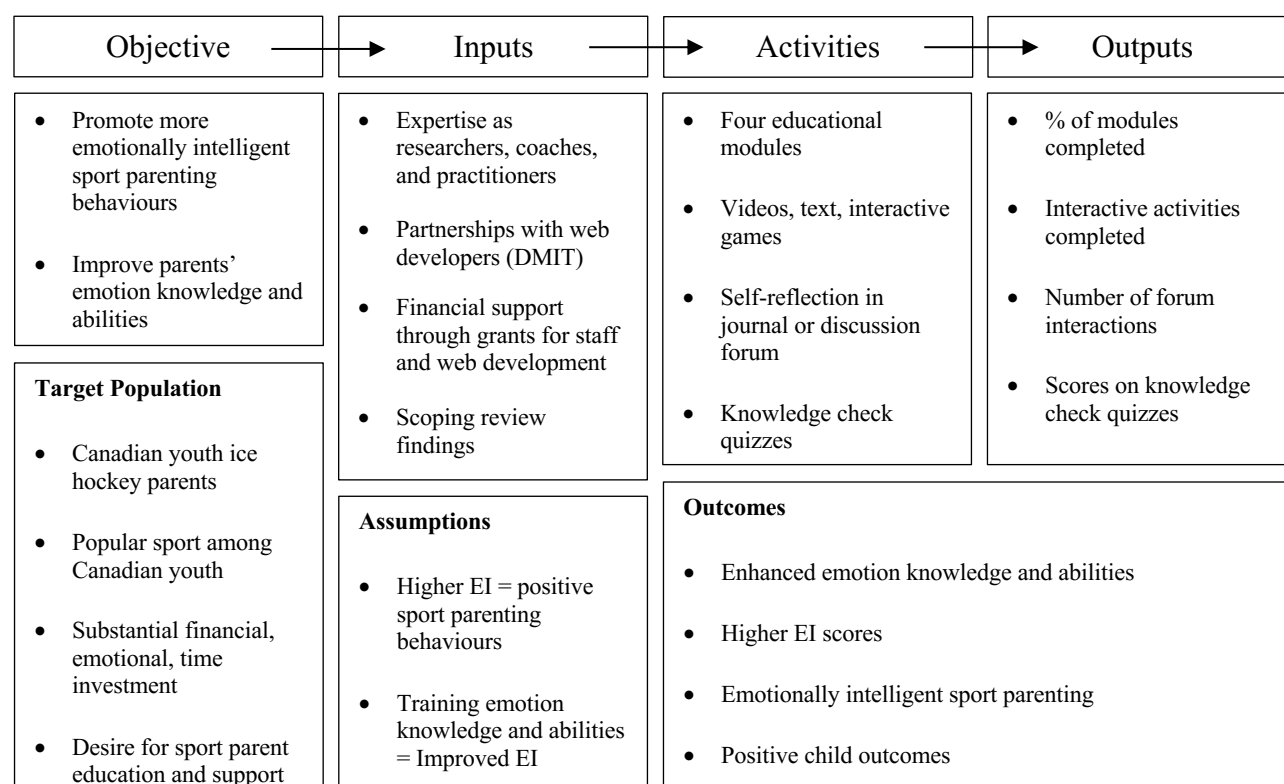 Objective
Inputs
Activities
Outputs
• Promote more
emotionally intelligent
sport parenting
behaviours
• Improve parents’
emotion knowledge and
abilities
Target Population
• Canadian youth ice
hockey parents
• Popular sport among
Canadian youth
• Substantial financial,
emotional, time
investment
• Desire for sport parent
education and support
• Expertise as
researchers, coaches,
and practitioners
• Partnerships with web
developers (DMIT)
• Financial support
through grants for staff
and web development
• Scoping review
findings
Assumptions
• Higher EI = positive
sport parenting
behaviours
• Training emotion
knowledge and abilities
= Improved EI
• Four educational
modules
• Videos, text, interactive
games
• Self-reflection in
journal or discussion
forum
• Knowledge check
quizzes
• % of modules
completed
• Interactive activities
completed
• Number of forum
interactions
• Scores on knowledge
check quizzes
Outcomes
• Enhanced emotion knowledge and abilities
• Higher EI scores
• Emotionally intelligent sport parenting
• Positive child outcomes